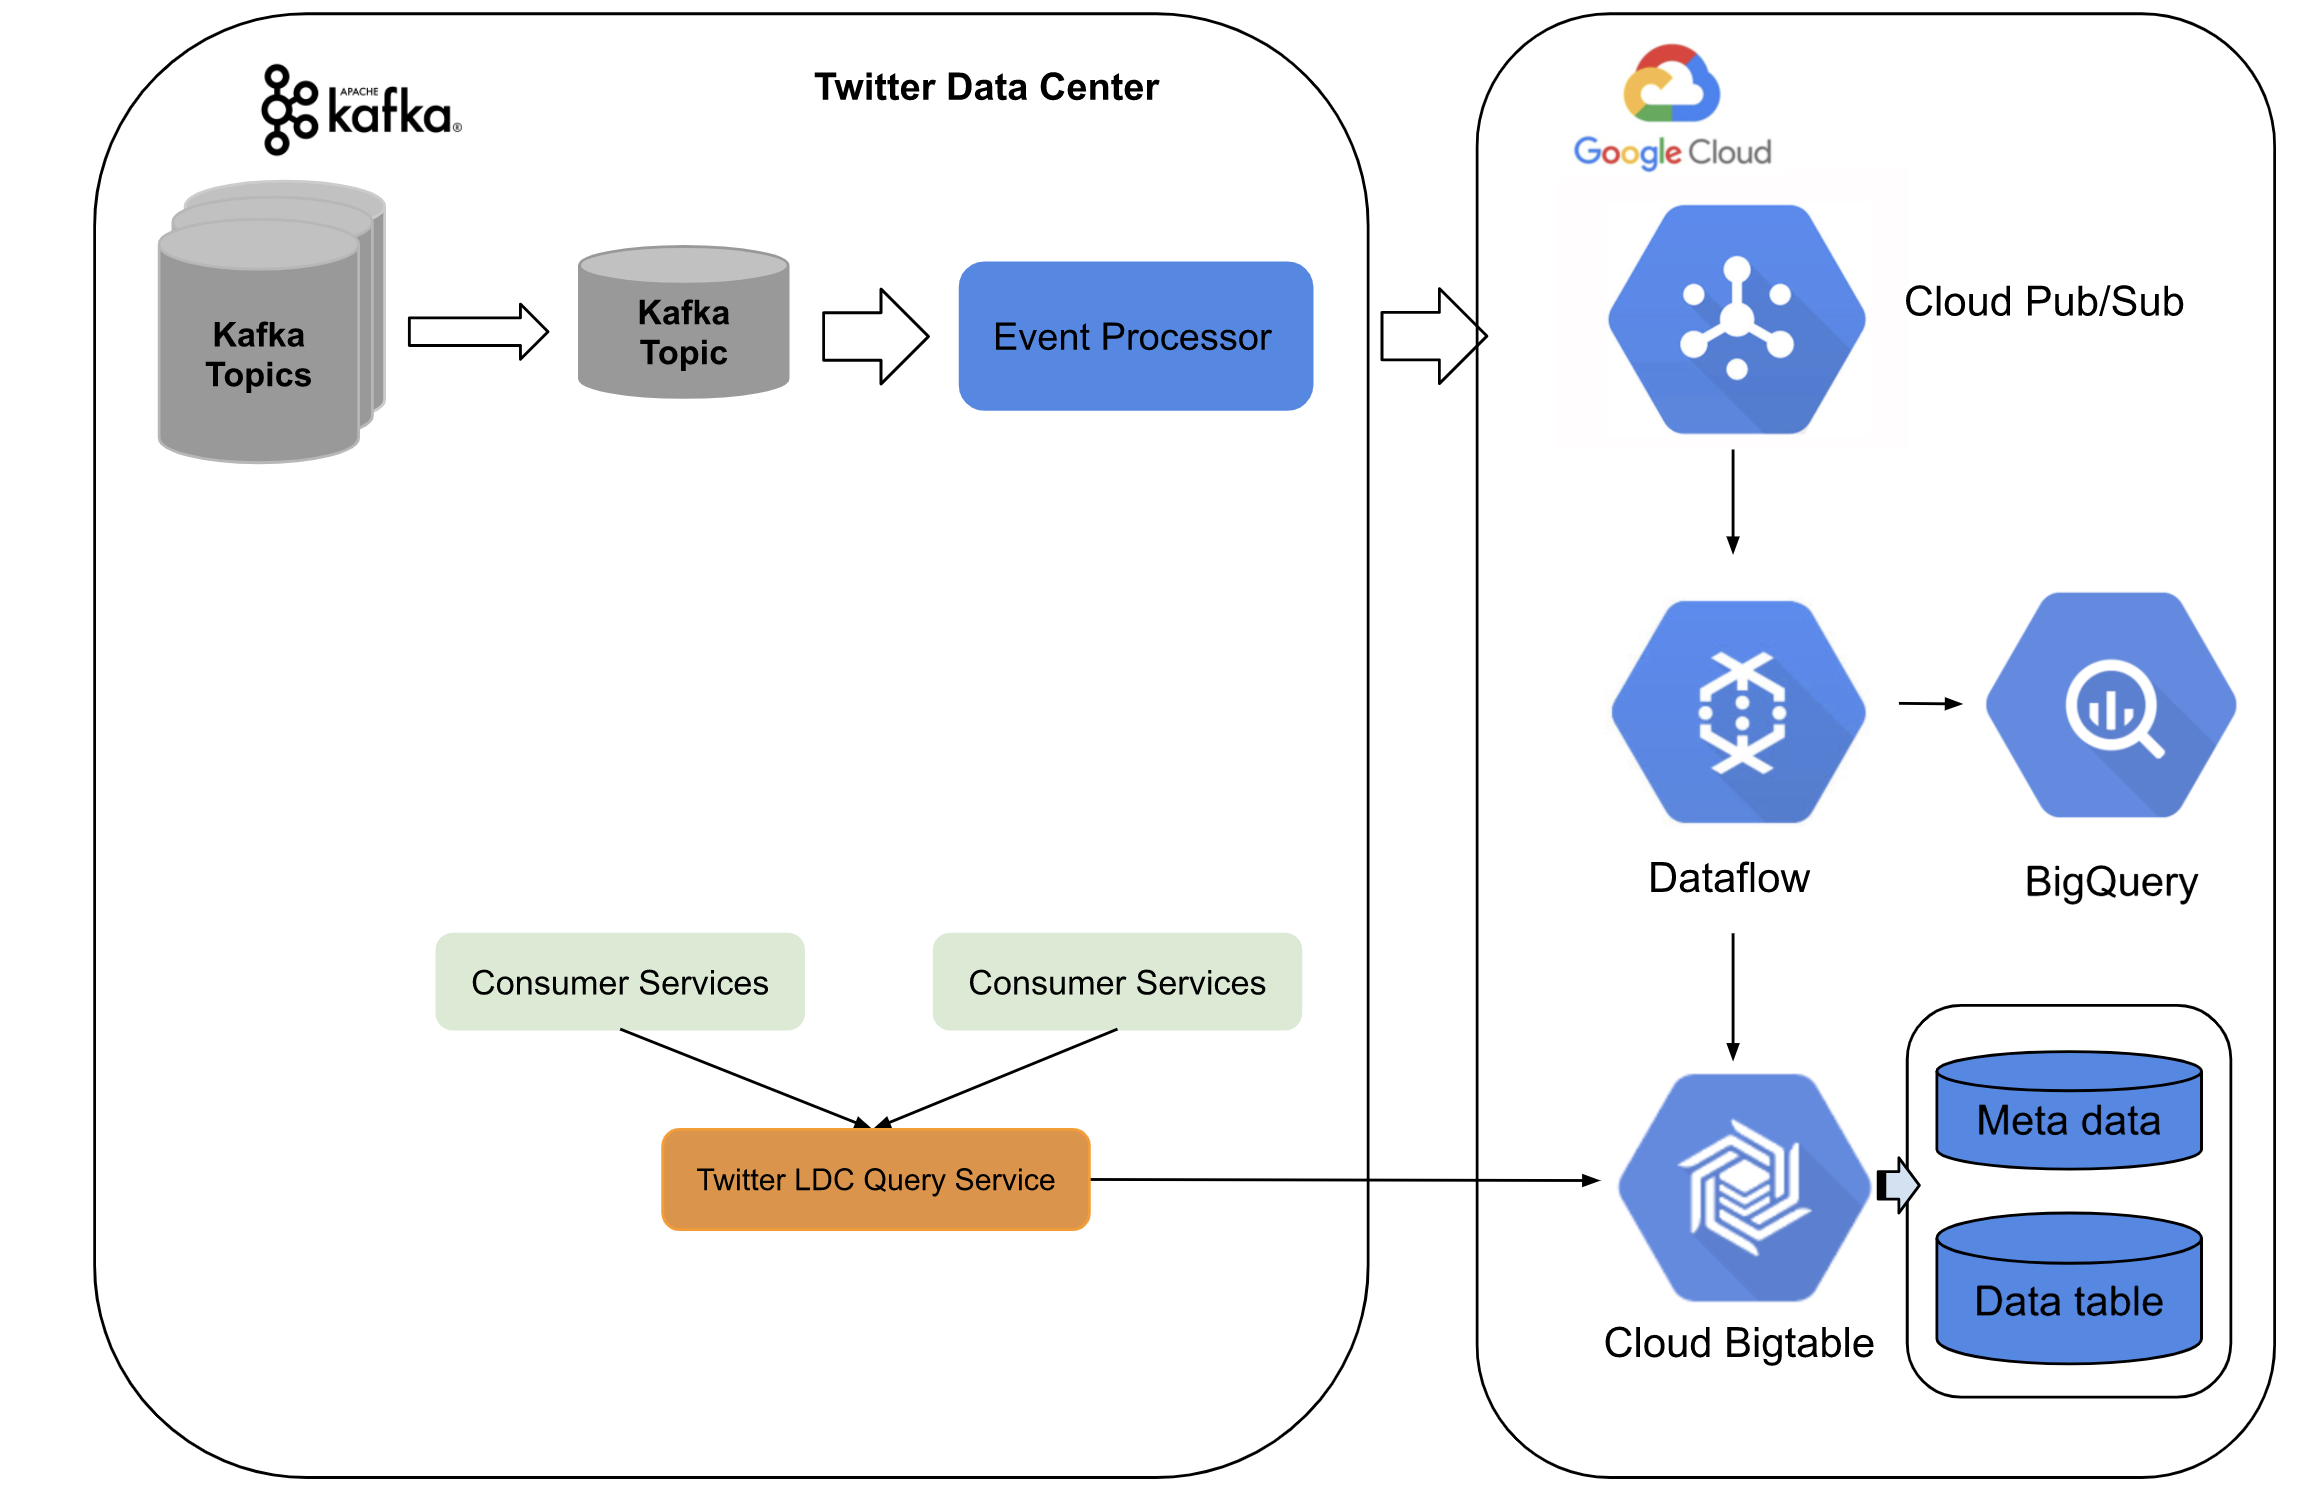 APACHE
kafka®
Twitter Data Center
Google Cloud
Kafka
Topics
Kafka
Topic
Event Processor
Cloud Pub/Sub
Dataflow
BigQuery
Consumer Services
Consumer Services
Twitter LDC Query Service
Meta data
Data table
Cloud Bigtable